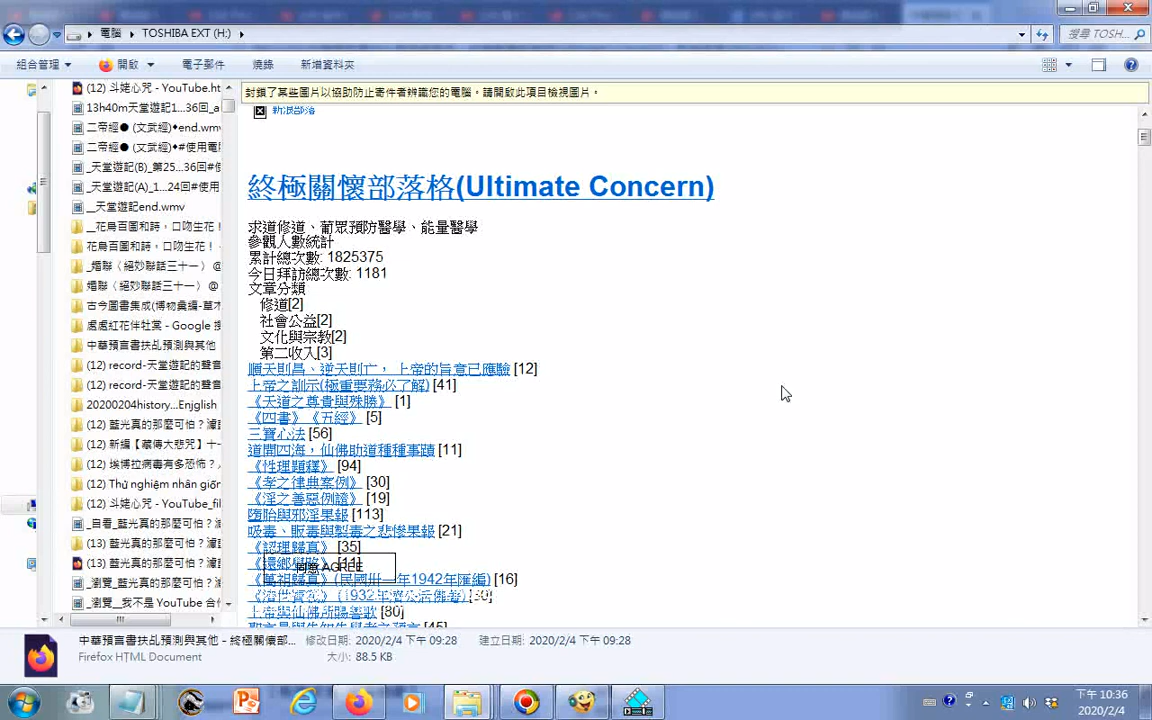 電腦 ▸ TOSHIBA EXT (H:) ▸
搜尋 TOSH...
組合管理 ▼ 開啟 ▼ 電子郵件 燒錄 新增資料夾
(12) 斗姥心咒 - YouTube.ht
13h40m天堂遊記1...36回_a
二帝經● (文武經)♦end.wmv
二帝經● (文武經)♦#使用電
_天堂遊記(B)_第25...36回#使
_天堂遊記(A)_1...24回#使用
__天堂遊記end.wmv
__花鳥百圖和詩，口吻生花！
花鳥百圖和詩，口吻生花！
_婚聯〈絕妙聯話三十一〉@
婚聯〈絕妙聯話三十一〉@
古今圖書集成(博物彙編-草木
處處紅花伴社黨 - Google 搜
中華預言書扶乩預測與其他
(12) record-天堂遊記的聲音
(12) record-天堂遊記的聲音
20200204history...Enjglish
(12) 藍光真的那麼可怕？濾
(12) 新編【藏傳大悲咒】十一
(12) 埃博拉病毒有多恐怖？
(12) Thử nghiệm nhân giốn
(12) 斗姥心咒 - YouTube_fil
_自看_藍光真的那麼可怕？濾
(13) 藍光真的那麼可怕？濾
(13) 藍光真的那麼可怕？濾
_瀏覽_藍光真的那麼可怕？濾
_瀏覽__我不是 YouTube 合
封鎖了某些圖片以協助防止寄件者辨識您的電腦。請開啟此項目檢視圖片。
新浪部落
終極關懷部落格(Ultimate Concern)
求道修道、葡眾預防醫學、能量醫學
參觀人數統計
累計總次數: 1825375
今日拜訪總次數: 1181
文章分類
修道[2]
社會公益[2]
文化與宗教[2]
第二收入[3]
順天則昌、逆天則亡， 上帝的旨意已應驗 [12]
上帝之訓示(極重要務必了解) [41]
《天道之尊貴與殊勝》 [1]
《四書》《五經》 [5]
三寶心法 [56]
道開四海，仙佛助道種種事蹟 [11]
《性理題釋》 [94]
《孝之律典案例》 [30]
《淫之善惡例證》 [19]
墮胎與邪淫果報 [113]
吸毒、販毒與製毒之悲慘果報 [21]
《認理歸真》 [35]
同意 AGREE
《萬祖歸真》(民國卅一年1942年匯編) [16]
上帝與仙佛所賜善歌 [80]
中華預言書扶乩預測與其他 - 終極關懷部... 修改日期: 2020/2/4 下午 09:28 建立日期: 2020/2/4 下午 09:28
Firefox HTML Document 大小: 88.5 KB
下午 10:36
2020/2/4